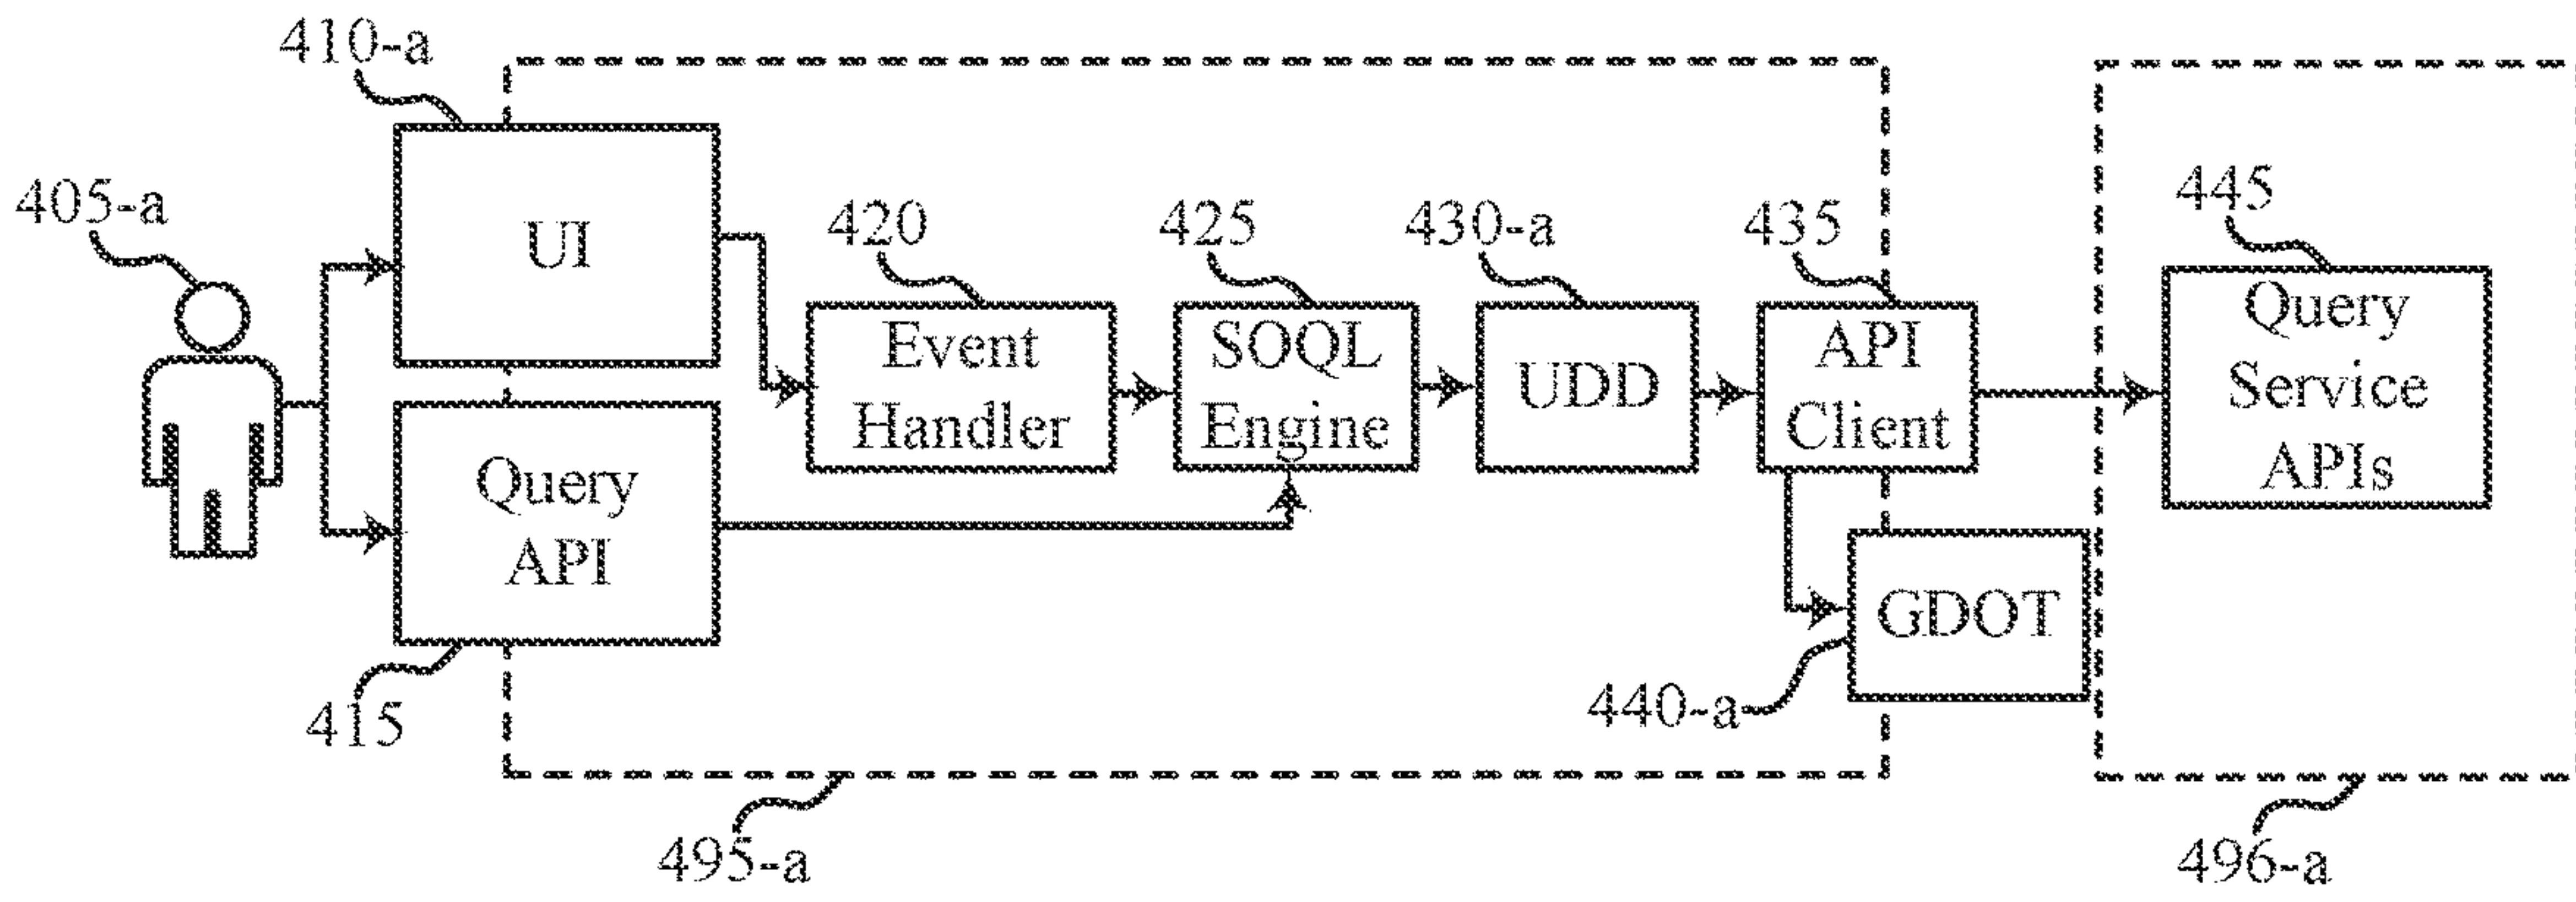 410-a
405-a
UI
420
425
430-a
435
445
Event
Handler
SOQL
Engine
UDD
API
Client
Query
Service
APIs
Query
API
GDOT
415
440-a
495-a
496-a